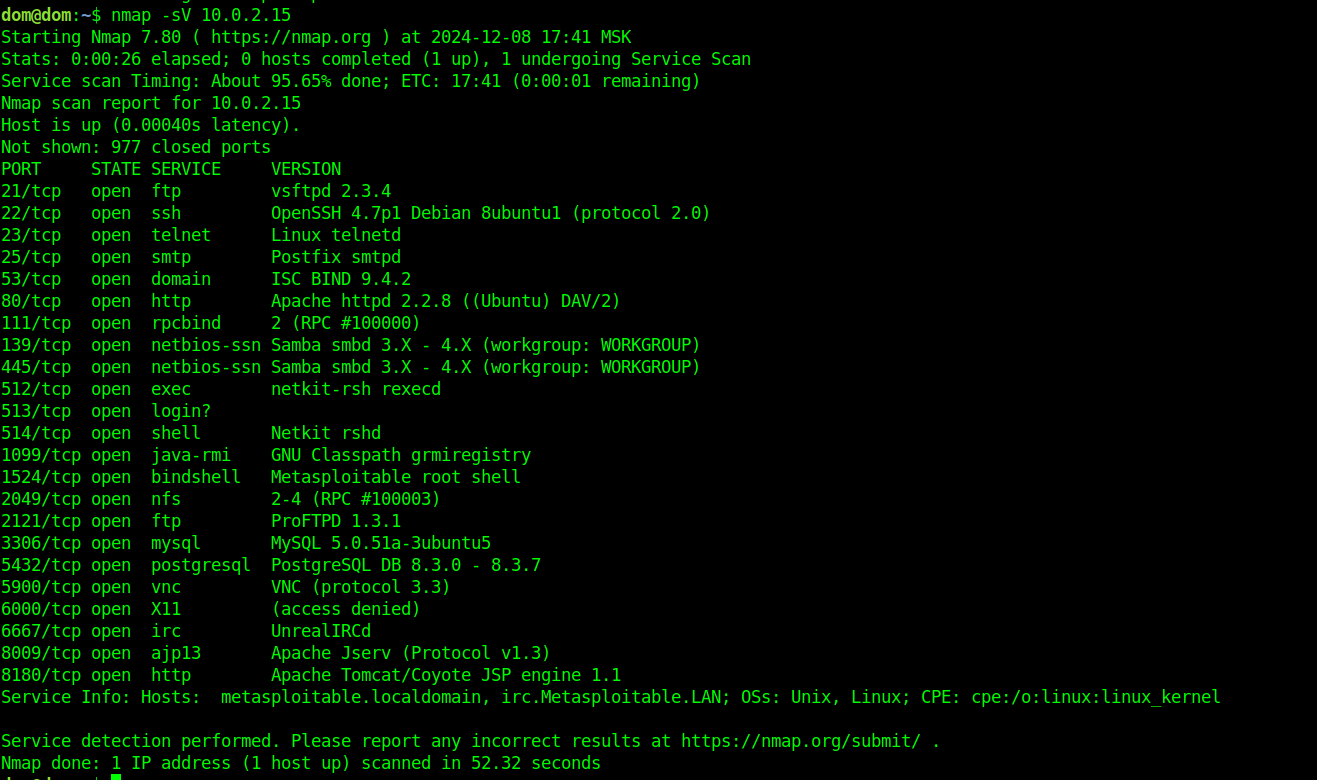 dom@dom:~$ nmap -sV 10.0.2.15
Starting Nmap 7.80 ( https://nmap.org ) at 2024-12-08 17:41 MSK
Stats: 0:00:26 elapsed; 0 hosts completed (1 up), 1 undergoing Service Scan
Service scan Timing: About 95.65% done; ETC: 17:41 (0:00:01 remaining)
Nmap scan report for 10.0.2.15
Host is up (0.00040s latency).
Not shown: 977 closed ports
PORT     STATE SERVICE     VERSION
21/tcp   open  ftp         vsftpd 2.3.4
22/tcp   open  ssh         OpenSSH 4.7p1 Debian 8ubuntu1 (protocol 2.0)
23/tcp   open  telnet      Linux telnetd
25/tcp   open  smtp        Postfix smtpd
53/tcp   open  domain      ISC BIND 9.4.2
80/tcp   open  http        Apache httpd 2.2.8 ((Ubuntu) DAV/2)
111/tcp  open  rpcbind     2 (RPC #100000)
139/tcp  open  netbios-ssn Samba smbd 3.X - 4.X (workgroup: WORKGROUP)
445/tcp  open  netbios-ssn Samba smbd 3.X - 4.X (workgroup: WORKGROUP)
512/tcp  open  exec        netkit-rsh rexecd
513/tcp  open  login?
514/tcp  open  shell       Netkit rshd
1099/tcp open  java-rmi    GNU Classpath grmiregistry
1524/tcp open  bindshell   Metasploitable root shell
2049/tcp open  nfs         2-4 (RPC #100003)
2121/tcp open  ftp         ProFTPD 1.3.1
3306/tcp open  mysql       MySQL 5.0.51a-3ubuntu5
5432/tcp open  postgresql  PostgreSQL DB 8.3.0 - 8.3.7
5900/tcp open  vnc         VNC (protocol 3.3)
6000/tcp open  X11         (access denied)
6667/tcp open  irc         UnrealIRCd
8009/tcp open  ajp13       Apache Jserv (Protocol v1.3)
8180/tcp open  http        Apache Tomcat/Coyote JSP engine 1.1
Service Info: Hosts:  metasploitable.localdomain, irc.Metasploitable.LAN; OSs: Unix, Linux; CPE: cpe:/o:linux:linux_kernel
Service detection performed. Please report any incorrect results at https://nmap.org/submit/ .
Nmap done: 1 IP address (1 host up) scanned in 52.32 seconds